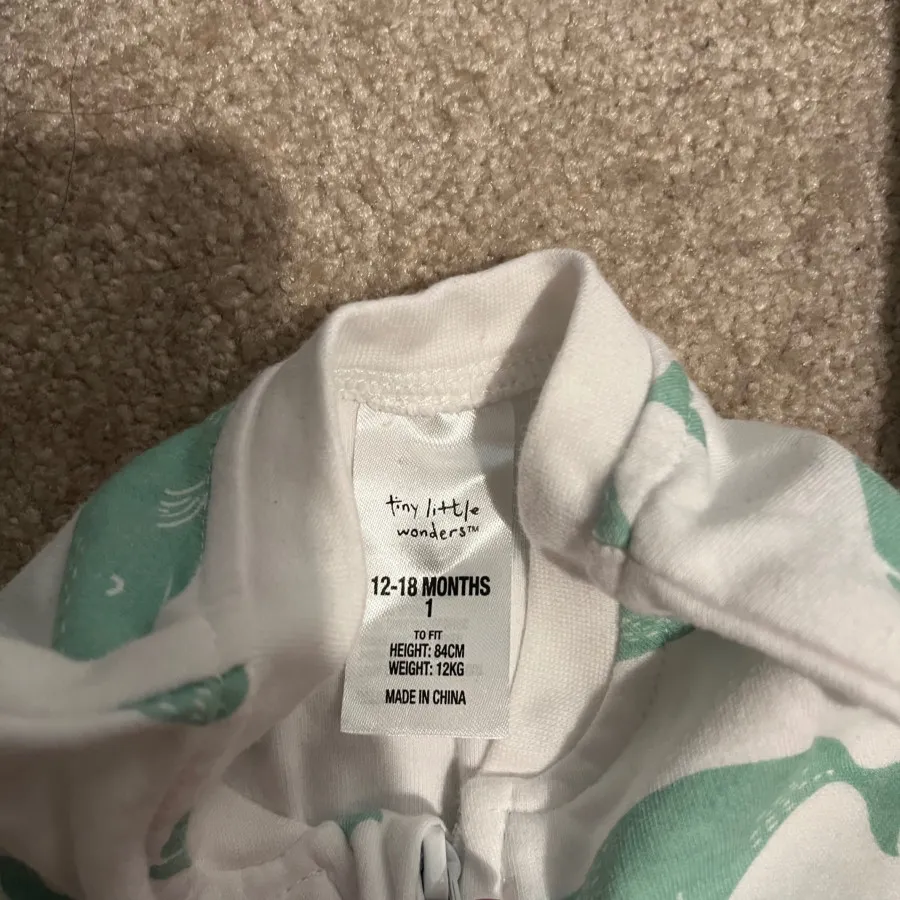 tiny little
wonders™
12-18 MONTHS
1
TO FIT
HEIGHT: 84CM
WEIGHT: 12KG
MADE IN CHINA